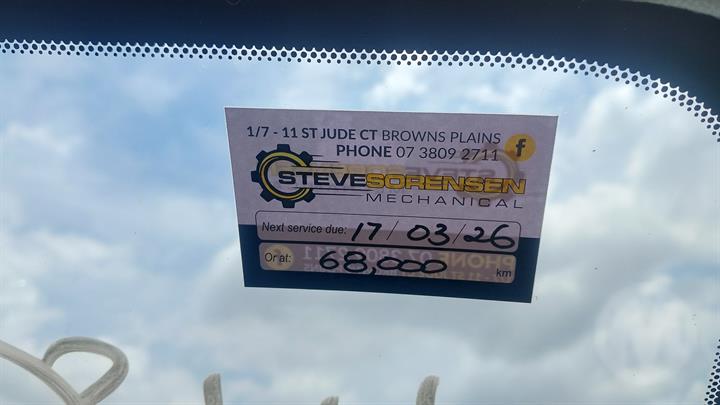 1/7 - 11 ST JUDE CT BROWNS PLAINS
PHONE 07 3809 2711
f
STEVESORENSEN
MECHANICAL
Next service due: 17/03/26
Or at: 68,000 km